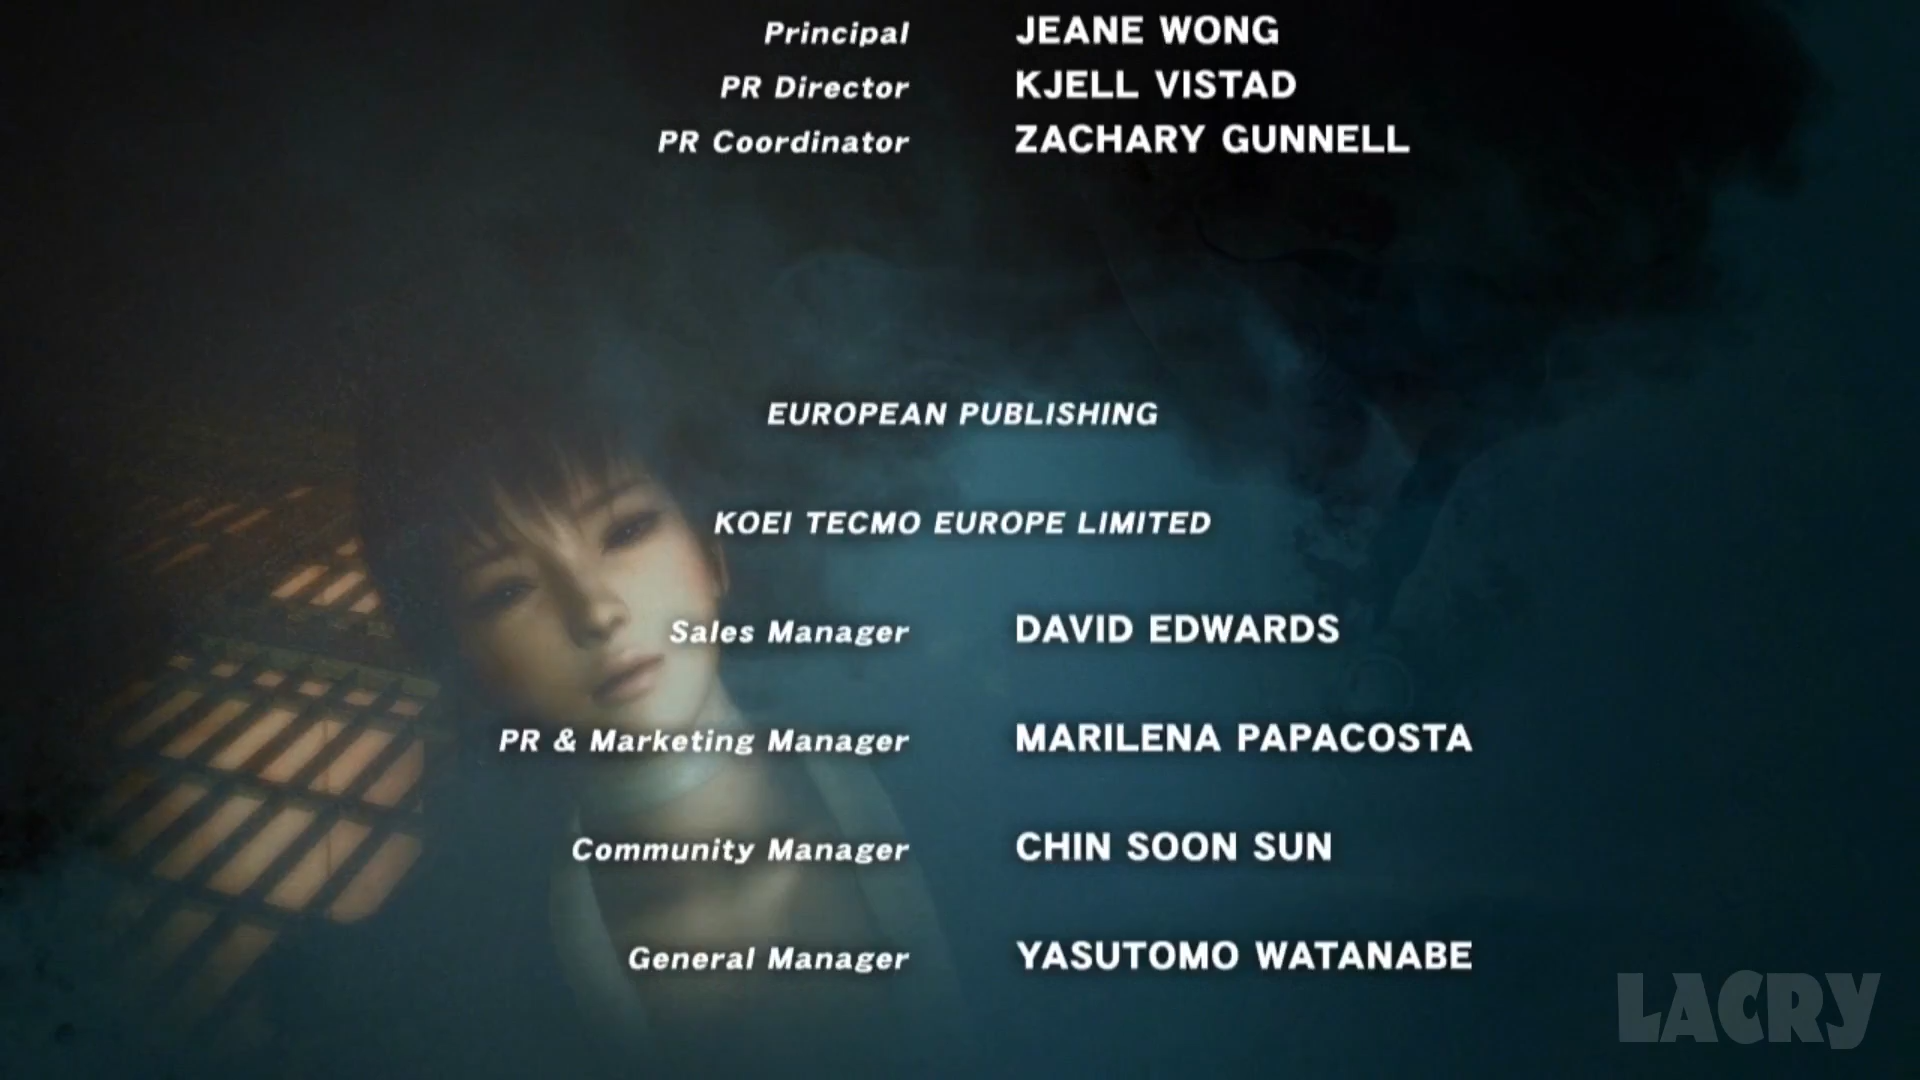 Principal JEANE WONG
PR Director KJELL VISTAD
PR Coordinator ZACHARY GUNNELL
EUROPEAN PUBLISHING
KOEI TECMO EUROPE LIMITED
Sales Manager DAVID EDWARDS
PR & Marketing Manager MARILENA PAPACOSTA
Community Manager CHIN SOON SUN
General Manager YASUTOMO WATANABE
LACRY